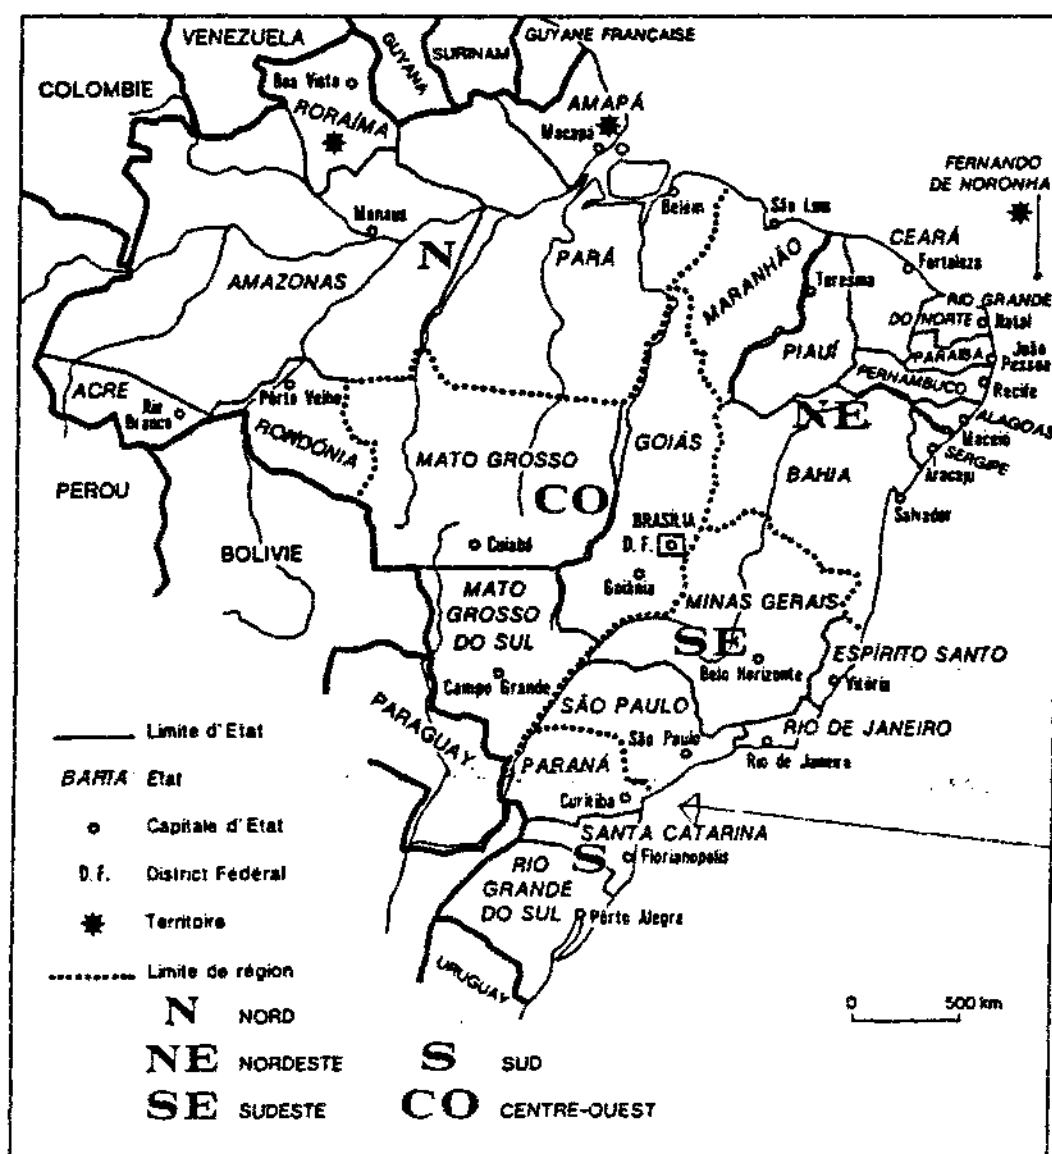 GUYANE FRANÇAISE
VENEZUELA
GUYANA
SURINAM
COLOMBIE
Boa Vista
RORAÍMA
AMAPÁ
Macapá
FERNANDO
DE NORONHA
Belém
São Luis
Manaus
N
PARÁ
CEARÁ
Fortaleza
AMAZONAS
MARANHÃO
Teresina
RIO GRANDE
DO NORTE
Natal
PIAUÍ
PARAIBA
João
Pessoa
ACRE
Rio
Branco
Pôrto Velho
PERNAMBUCO
Recife
NE
ALAGOAS
Maceió
RONDÓNIA
MATO GROSSO
GOIÁS
SERGIPE
Aracaju
BAHIA
PEROU
CO
Salvador
BRASÍLIA
D. F.
BOLIVIE
Cuiabá
Goiânia
MATO
GROSSO
DO SUL
MINAS GERAIS
SE
Belo Horizonte
ESPÍRITO SANTO
Vitória
Campo Grande
SÃO PAULO
PARAGUAY
São Paulo
RIO DE JANEIRO
Rio de Janeiro
PARANÁ
Curitiba
SANTA CATARINA
S
Florianopolis
RIO
GRANDE
DO SUL
Pôrto Alegra
URUGUAY
Limite d'Etat
BAHIA Etat
Capitale d'Etat
D. F. District Fédéral
Territoire
Limite de région
0 500 km
N NORD
NE NORDESTE S SUD
SE SUDESTE CO CENTRE-OUEST